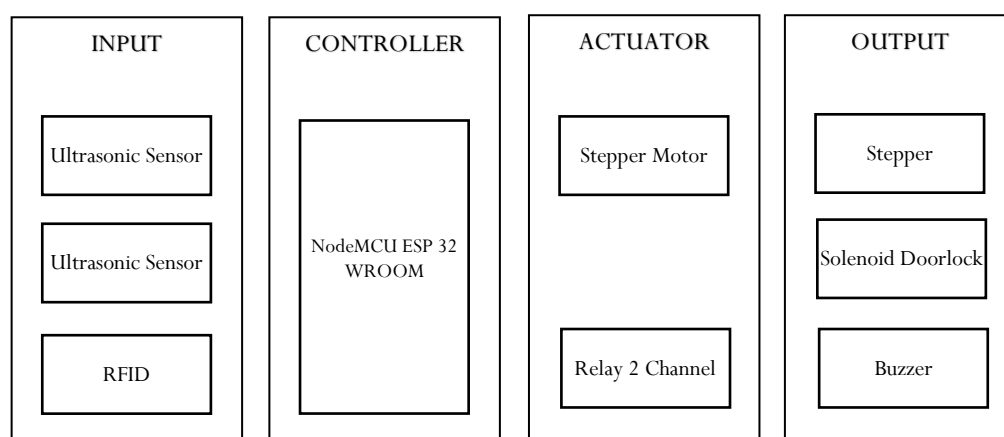 INPUT
Ultrasonic Sensor
Ultrasonic Sensor
RFID
CONTROLLER
NodeMCU ESP 32
WROOM
ACTUATOR
Stepper Motor
Relay 2 Channel
OUTPUT
Stepper
Solenoid Doorlock
Buzzer